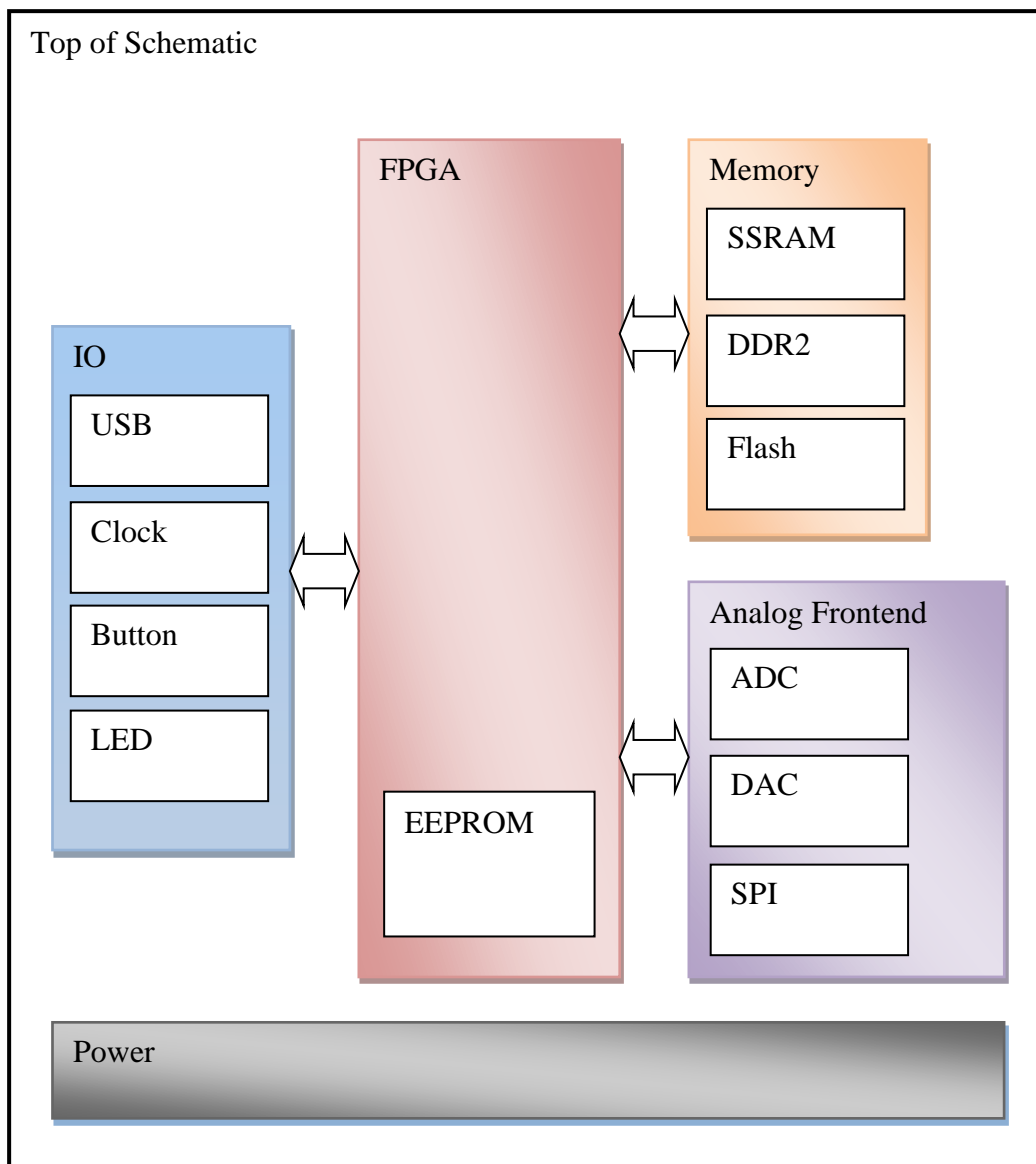 Top of Schematic
FPGA
EEPROM
Memory
SSRAM
DDR2
Flash
IO
USB
Clock
Button
LED
Analog Frontend
ADC
DAC
SPI
Power